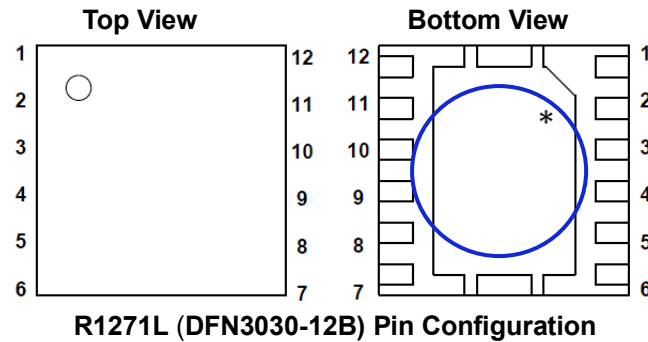 Top View Bottom View
1 12 12 1
2 11 11 2
3 10 10 3
4 9 9 4
5 8 8 5
6 7 7 6
*
R1271L (DFN3030-12B) Pin Configuration